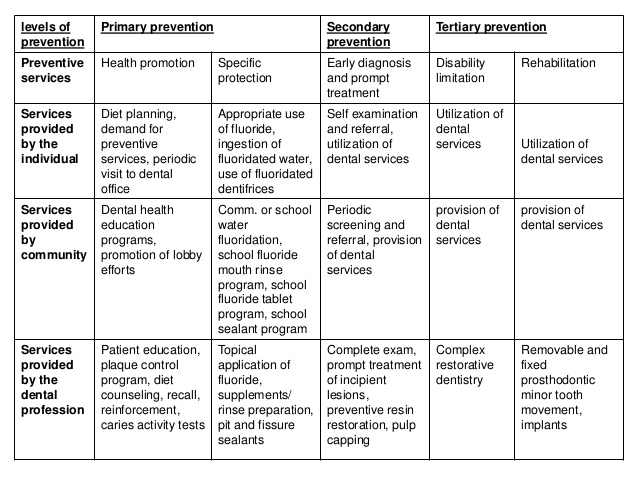 levels of
prevention
Primary prevention
Secondary
prevention
Tertiary prevention
Preventive
services
Health promotion
Specific
protection
Early diagnosis
and prompt
treatment
Disability
limitation
Rehabilitation
Services
provided
by the
individual
Diet planning,
demand for
preventive
services, periodic
visit to dental
office
Appropriate use
of fluoride,
ingestion of
fluoridated water,
use of fluoridated
dentifrices
Self examination
and referral,
utilization of
dental services
Utilization of
dental
services
Utilization of
dental services
Services
provided
by
community
Dental health
education
programs,
promotion of lobby
efforts
Comm. or school
water
fluoridation,
school fluoride
mouth rinse
program, school
fluoride tablet
program, school
sealant program
Periodic
screening and
referral, provision
of dental
services
provision of
dental
services
provision of
dental services
Services
provided
by the
dental
profession
Patient education,
plaque control
program, diet
counseling, recall,
reinforcement,
caries activity tests
Topical
application of
fluoride,
supplements/
rinse preparation,
pit and fissure
sealants
Complete exam,
prompt treatment
of incipient
lesions,
preventive resin
restoration, pulp
capping
Complex
restorative
dentistry
Removable and
fixed
prosthodontic
minor tooth
movement,
implants